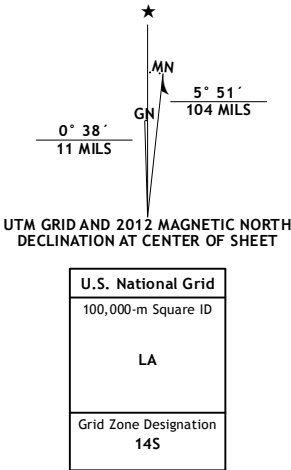 ★
MN
GN
5° 51´
104 MILS
0° 38´
11 MILS
UTM GRID AND 2012 MAGNETIC NORTH
DECLINATION AT CENTER OF SHEET
U.S. National Grid
100,000-m Square ID
LA
Grid Zone Designation
14S